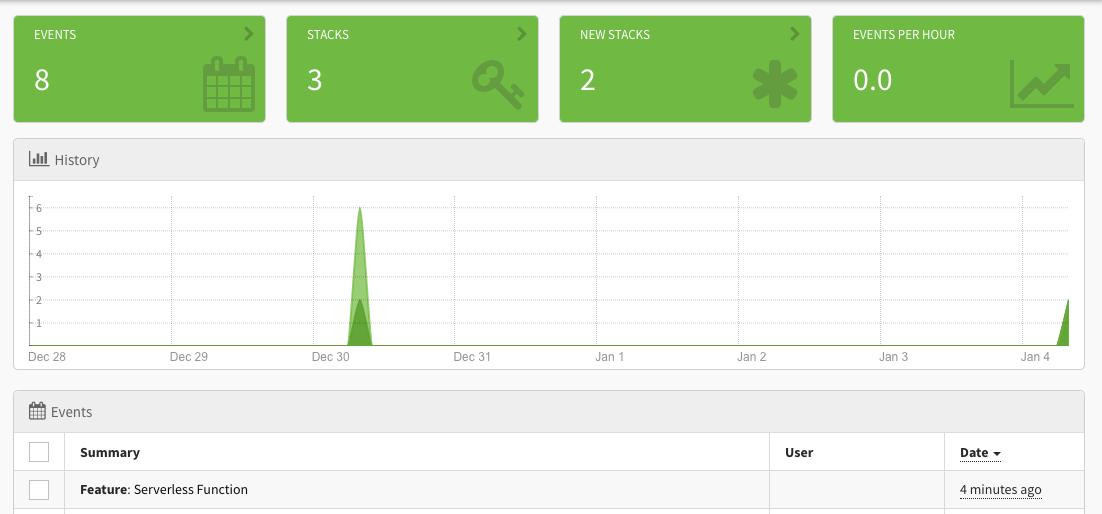 EVENTS
8
STACKS
3
NEW STACKS
2
EVENTS PER HOUR
0.0
History
6
5
4
3
2
1
Dec 28 Dec 29 Dec 30 Dec 31 Jan 1 Jan 2 Jan 3 Jan 4
Events
Summary User Date
Feature: Serverless Function 4 minutes ago